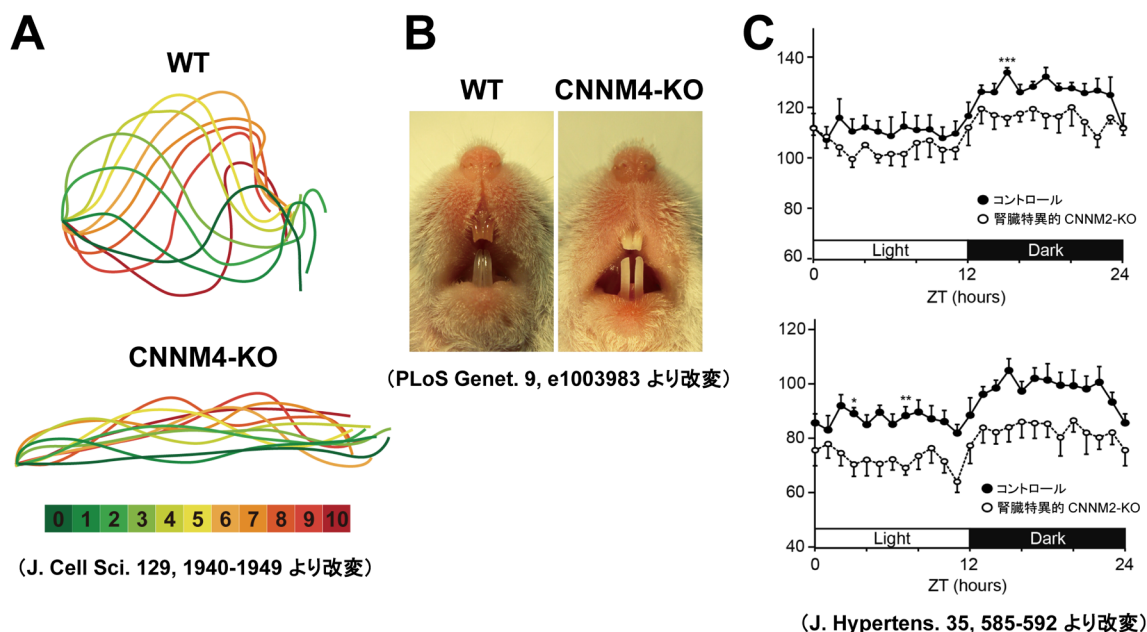 A
WT
CNNM4-KO
0 1 2 3 4 5 6 7 8 9 10
（J. Cell Sci. 129, 1940-1949 より改変）
B
WT CNNM4-KO
（PLoS Genet. 9, e1003983 より改変）
C
140
120
100
80
60
***
コントロール
腎臓特異的 CNNM2-KO
Light Dark
0 12 24
ZT (hours)
120
100
80
60
40
* **
コントロール
腎臓特異的 CNNM2-KO
Light Dark
0 12 24
ZT (hours)
（J. Hypertens. 35, 585-592 より改変）